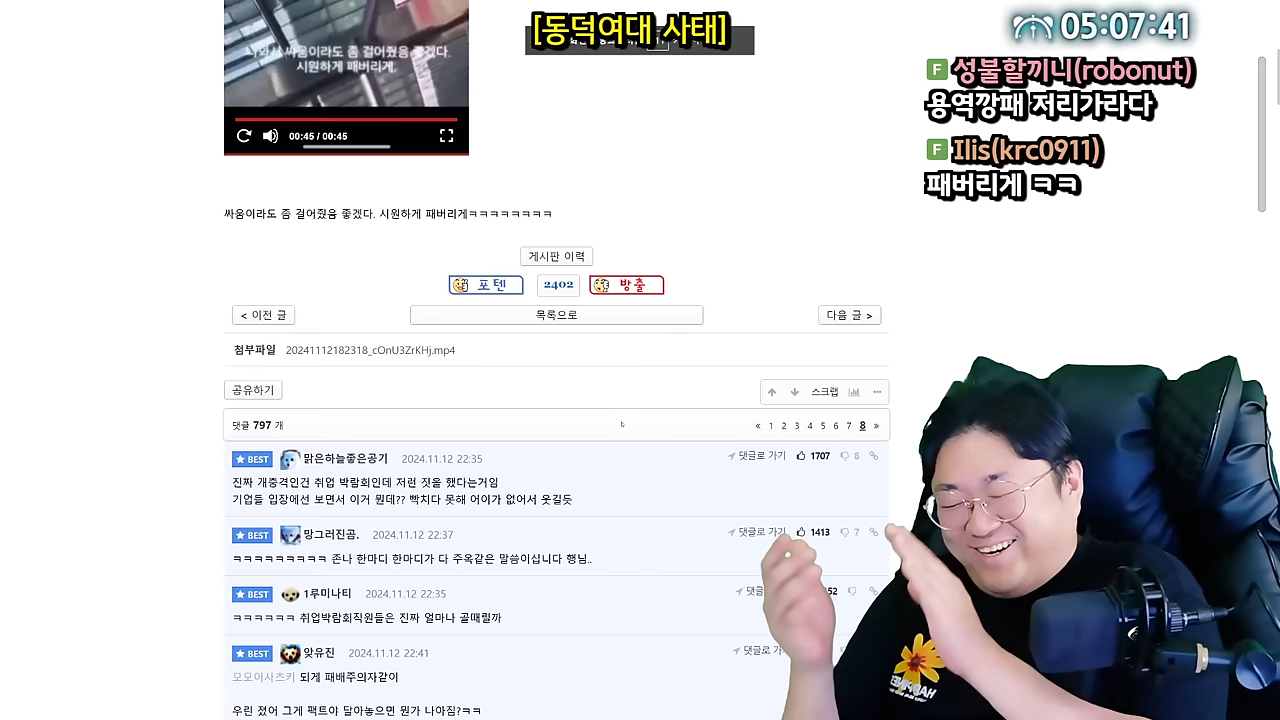 [동덕여대 사태]
05:07:41
싸움이라도 좀 걸어줬음 좋겠다.
시원하게 패버리게.
00:45 / 00:45
F 성불할끼니(robonut)
용역깡패 저리가라다
F Ilis(krc0911)
패버리게 ㅋㅋ
싸움이라도 좀 걸어줬음 좋겠다. 시원하게 패버리게ㅋㅋㅋㅋㅋㅋㅋㅋ
게시판 이력
포텐 2402 방출
< 이전 글 목록으로 다음 글 >
첨부파일 20241112182318_cOnU3ZrKHj.mp4
공유하기 스크랩
댓글 797 개 « 1 2 3 4 5 6 7 8 »
★ BEST 맑은하늘좋은공기 2024.11.12 22:35 댓글로 가기 1707 8
진짜 개충격인건 취업 박람회인데 저런 짓을 했다는거임
기업들 입장에선 보면서 이거 뭔데?? 빡치다 못해 어이가 없어서 웃길듯
★ BEST 망그러진곰. 2024.11.12 22:37 댓글로 가기 1413 7
ㅋㅋㅋㅋㅋㅋㅋㅋㅋ 존나 한마디 한마디가 다 주옥같은 말씀이십니다 행님..
★ BEST 1루미나티 2024.11.12 22:35 댓글 52
ㅋㅋㅋㅋㅋㅋ 취업박람회직원들은 진짜 얼마나 골때릴까
★ BEST 앚유진 2024.11.12 22:41 댓글로 가
모모이사츠키 되게 패배주의자같이
우린 졌어 그게 팩트야 달아놓으면 뭔가 나아짐?ㅋㅋ